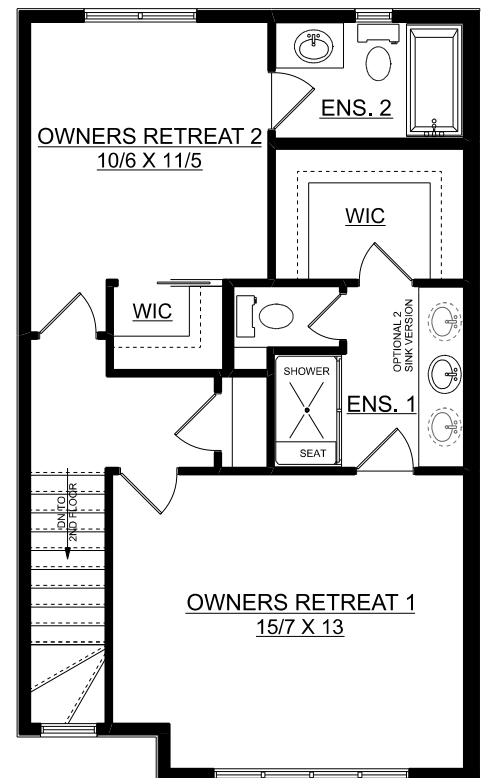 ENS. 2
OWNERS RETREAT 2
10/6 X 11/5
WIC
WIC
OPTIONAL 2
SINK VERSION
SHOWER
ENS. 1
SEAT
DN TO
2ND FLOOR
OWNERS RETREAT 1
15/7 X 13